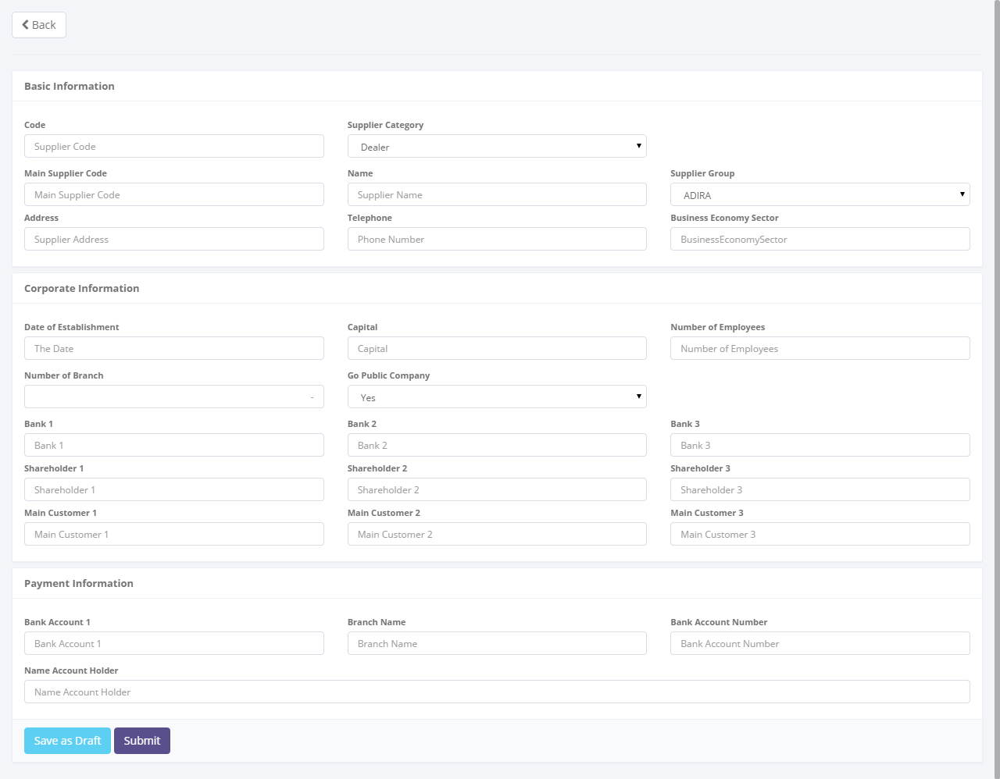 Back
Basic Information
Code Supplier Category
Supplier Code Dealer
Main Supplier Code Name Supplier Group
Main Supplier Code Supplier Name ADIRA
Address Telephone Business Economy Sector
Supplier Address Phone Number BusinessEconomySector
Corporate Information
Date of Establishment Capital Number of Employees
The Date Capital Number of Employees
Number of Branch Go Public Company
- Yes
Bank 1 Bank 2 Bank 3
Bank 1 Bank 2 Bank 3
Shareholder 1 Shareholder 2 Shareholder 3
Shareholder 1 Shareholder 2 Shareholder 3
Main Customer 1 Main Customer 2 Main Customer 3
Main Customer 1 Main Customer 2 Main Customer 3
Payment Information
Bank Account 1 Branch Name Bank Account Number
Bank Account 1 Branch Name Bank Account Number
Name Account Holder
Name Account Holder
Save as Draft Submit